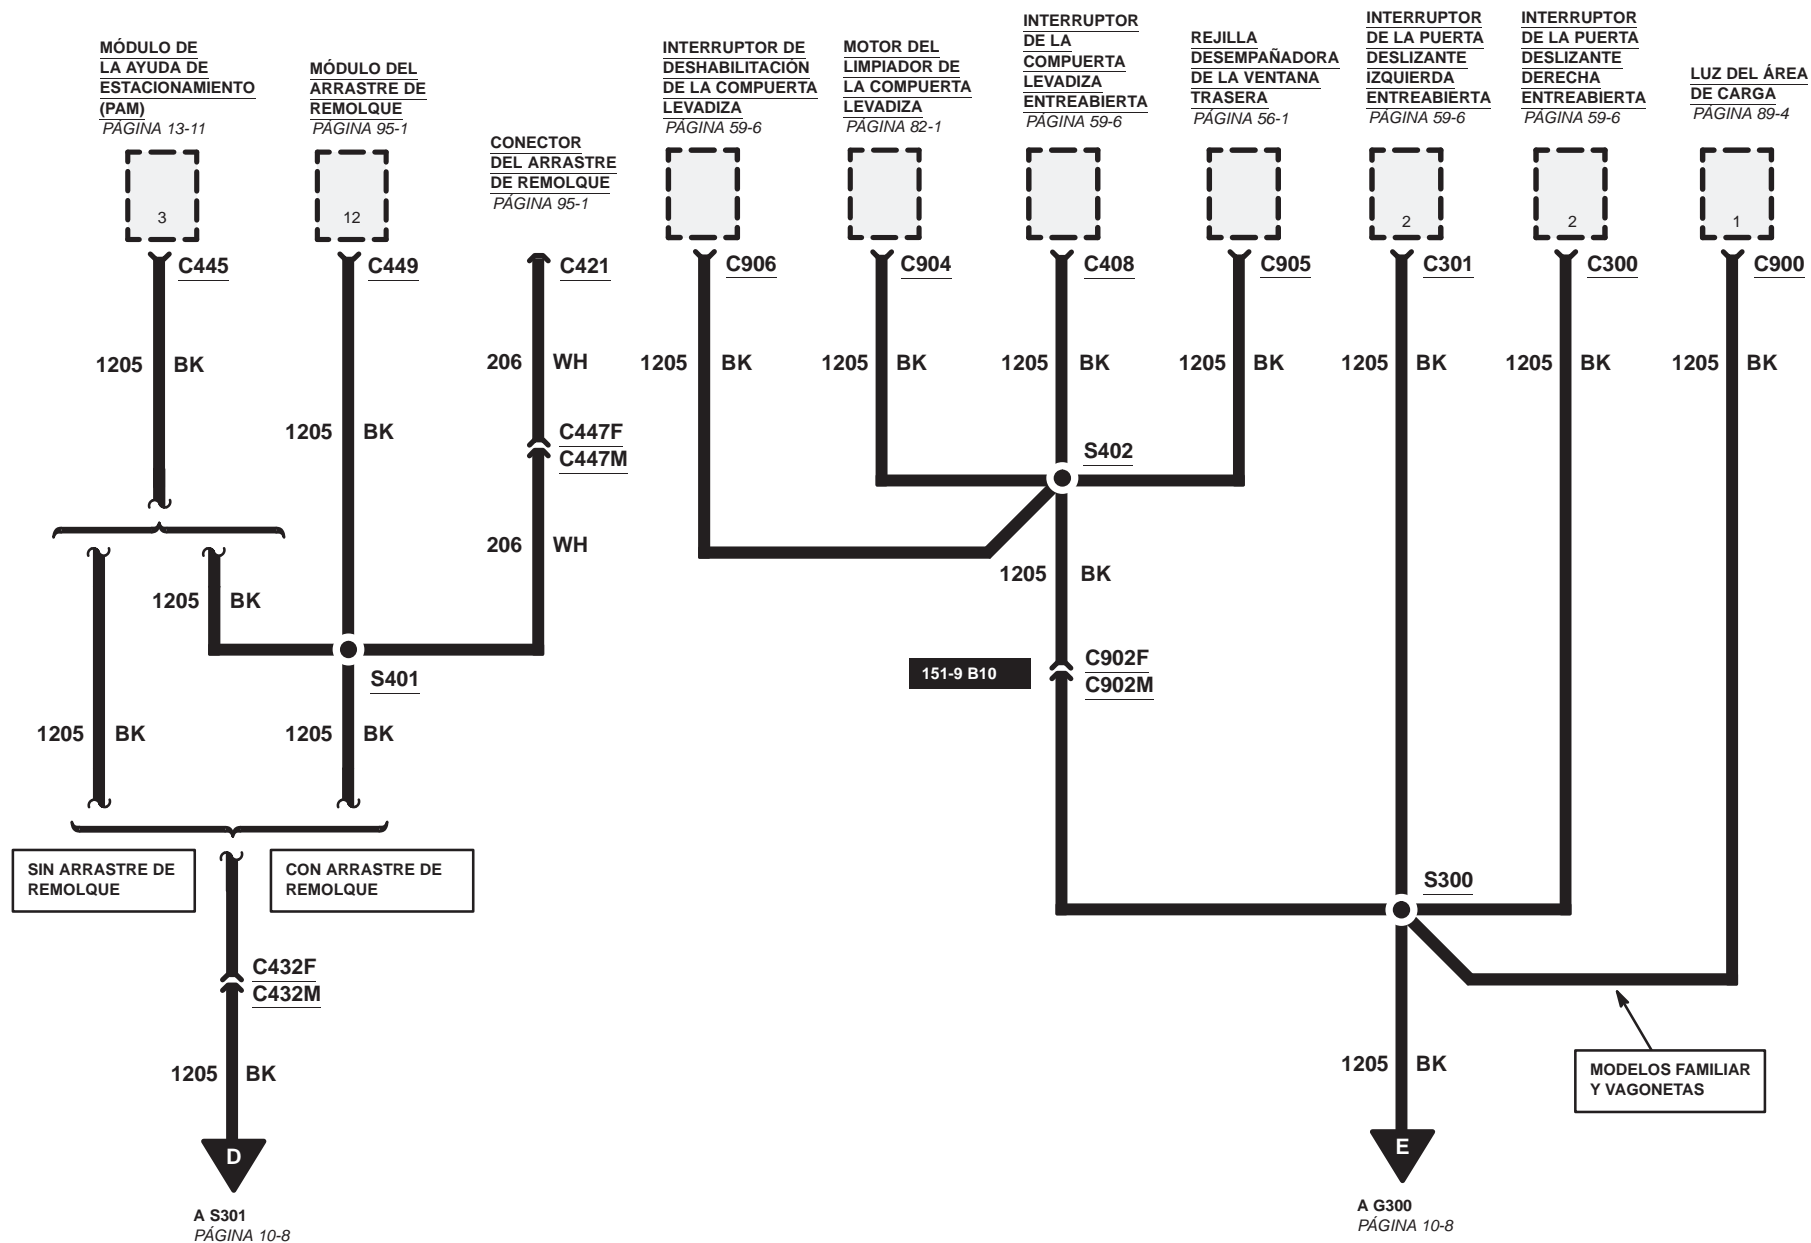 MÓDULO DE
LA AYUDA DE
ESTACIONAMIENTO
(PAM)
PÁGINA 13-11
3
C445
MÓDULO DEL
ARRASTRE DE
REMOLQUE
PÁGINA 95-1
12
C449
CONECTOR
DEL ARRASTRE
DE REMOLQUE
PÁGINA 95-1
C421
INTERRUPTOR DE
DESHABILITACIÓN
DE LA COMPUERTA
LEVADIZA
PÁGINA 59-6
C906
MOTOR DEL
LIMPIADOR DE
LA COMPUERTA
LEVADIZA
PÁGINA 82-1
C904
INTERRUPTOR
DE LA
COMPUERTA
LEVADIZA
ENTREABIERTA
PÁGINA 59-6
C408
REJILLA
DESEMPAÑADORA
DE LA VENTANA
TRASERA
PÁGINA 56-1
C905
INTERRUPTOR
DE LA PUERTA
DESLIZANTE
IZQUIERDA
ENTREABIERTA
PÁGINA 59-6
2
C301
INTERRUPTOR
DE LA PUERTA
DESLIZANTE
DERECHA
ENTREABIERTA
PÁGINA 59-6
2
C300
LUZ DEL ÁREA
DE CARGA
PÁGINA 89-4
1
C900
1205 BK
206 WH
1205 BK
1205 BK
1205 BK
1205 BK
1205 BK
1205 BK
1205 BK
1205 BK
C447F
C447M
S402
206 WH
1205 BK
1205 BK
S401
151-9 B10
C902F
C902M
1205 BK
1205 BK
SIN ARRASTRE DE
REMOLQUE
CON ARRASTRE DE
REMOLQUE
S300
C432F
C432M
1205 BK
1205 BK
MODELOS FAMILIAR
Y VAGONETAS
D
A S301
PÁGINA 10-8
E
A G300
PÁGINA 10-8